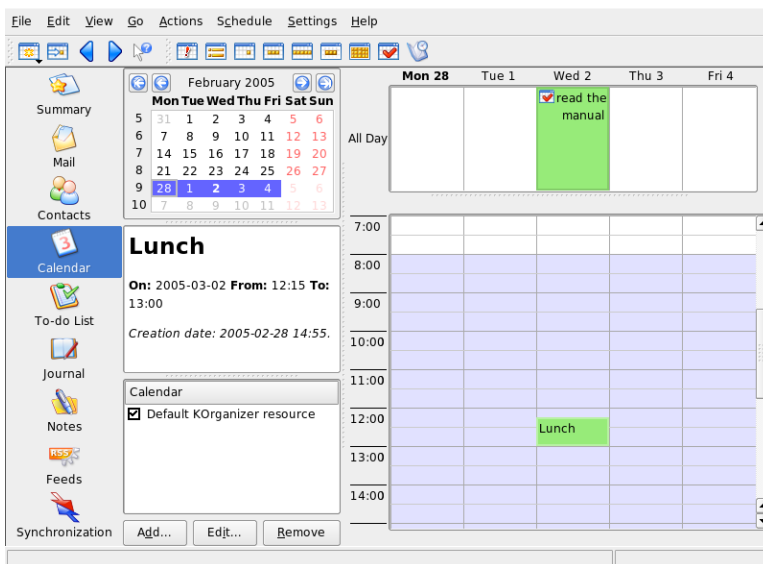 File Edit View Go Actions Schedule Settings Help
Summary
Mail
Contacts
3
Calendar
To-do List
Journal
Notes
RSS
Feeds
Synchronization
February 2005
Mon Tue Wed Thu Fri Sat Sun
5 31 1 2 3 4 5 6
6 7 8 9 10 11 12 13
7 14 15 16 17 18 19 20
8 21 22 23 24 25 26 27
9 28 1 2 3 4 5 6
10 7 8 9 10 11 12 13
Lunch
On: 2005-03-02 From: 12:15 To:
13:00
Creation date: 2005-02-28 14:55.
Calendar
Default KOrganizer resource
Add... Edit... Remove
Mon 28 Tue 1 Wed 2 Thu 3 Fri 4
All Day
read the
manual
7:00
8:00
9:00
10:00
11:00
12:00
Lunch
13:00
14:00